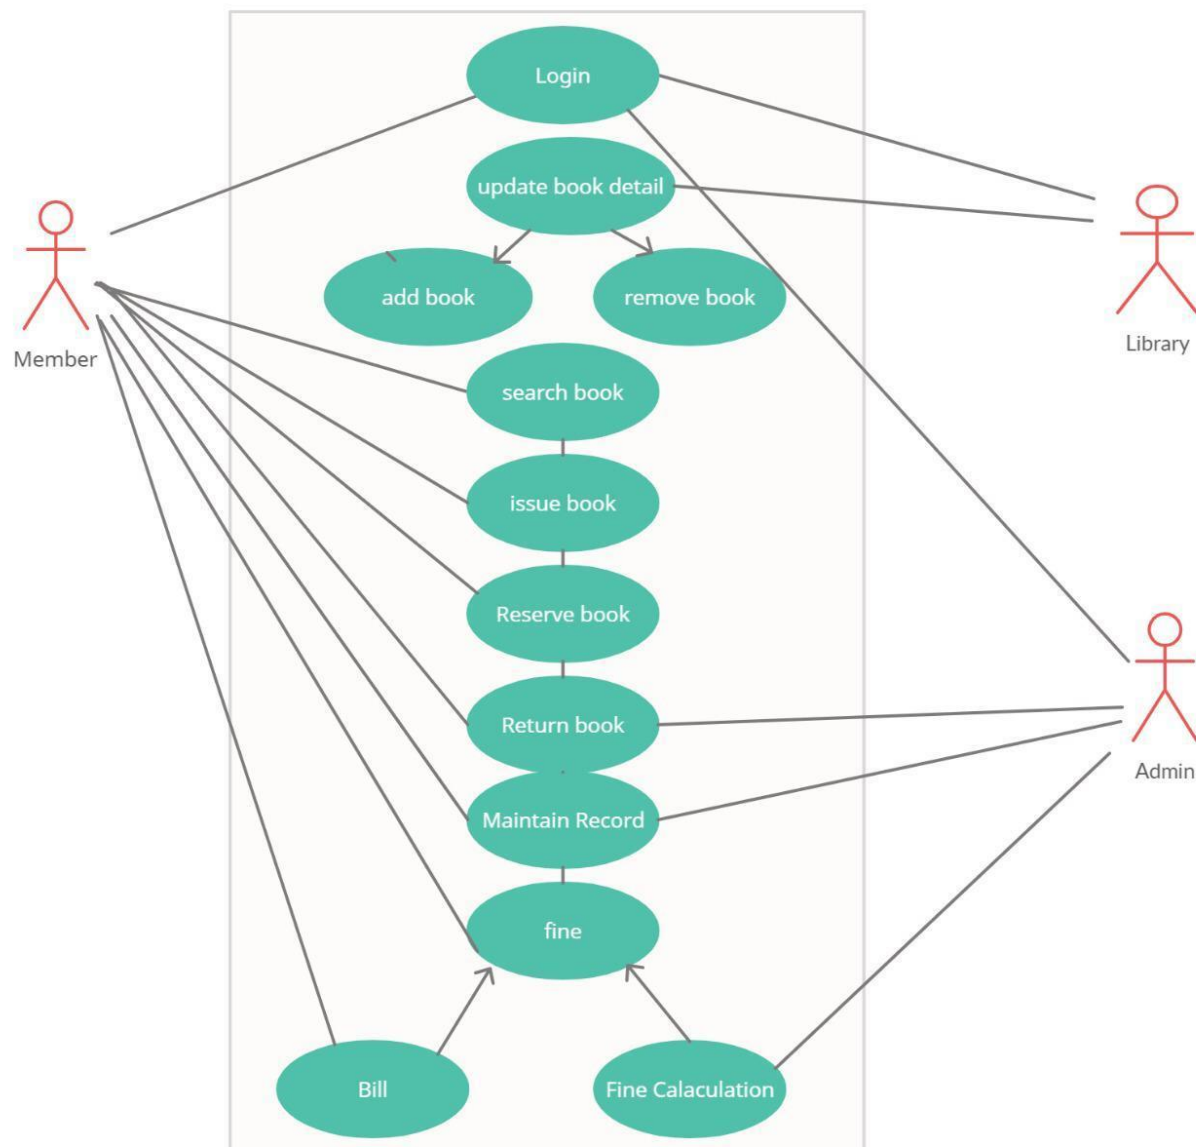 Login
update book detail
add book
remove book
Member
Library
search book
issue book
Reserve book
Return book
Admin
Maintain Record
fine
Bill
Fine Calaculation